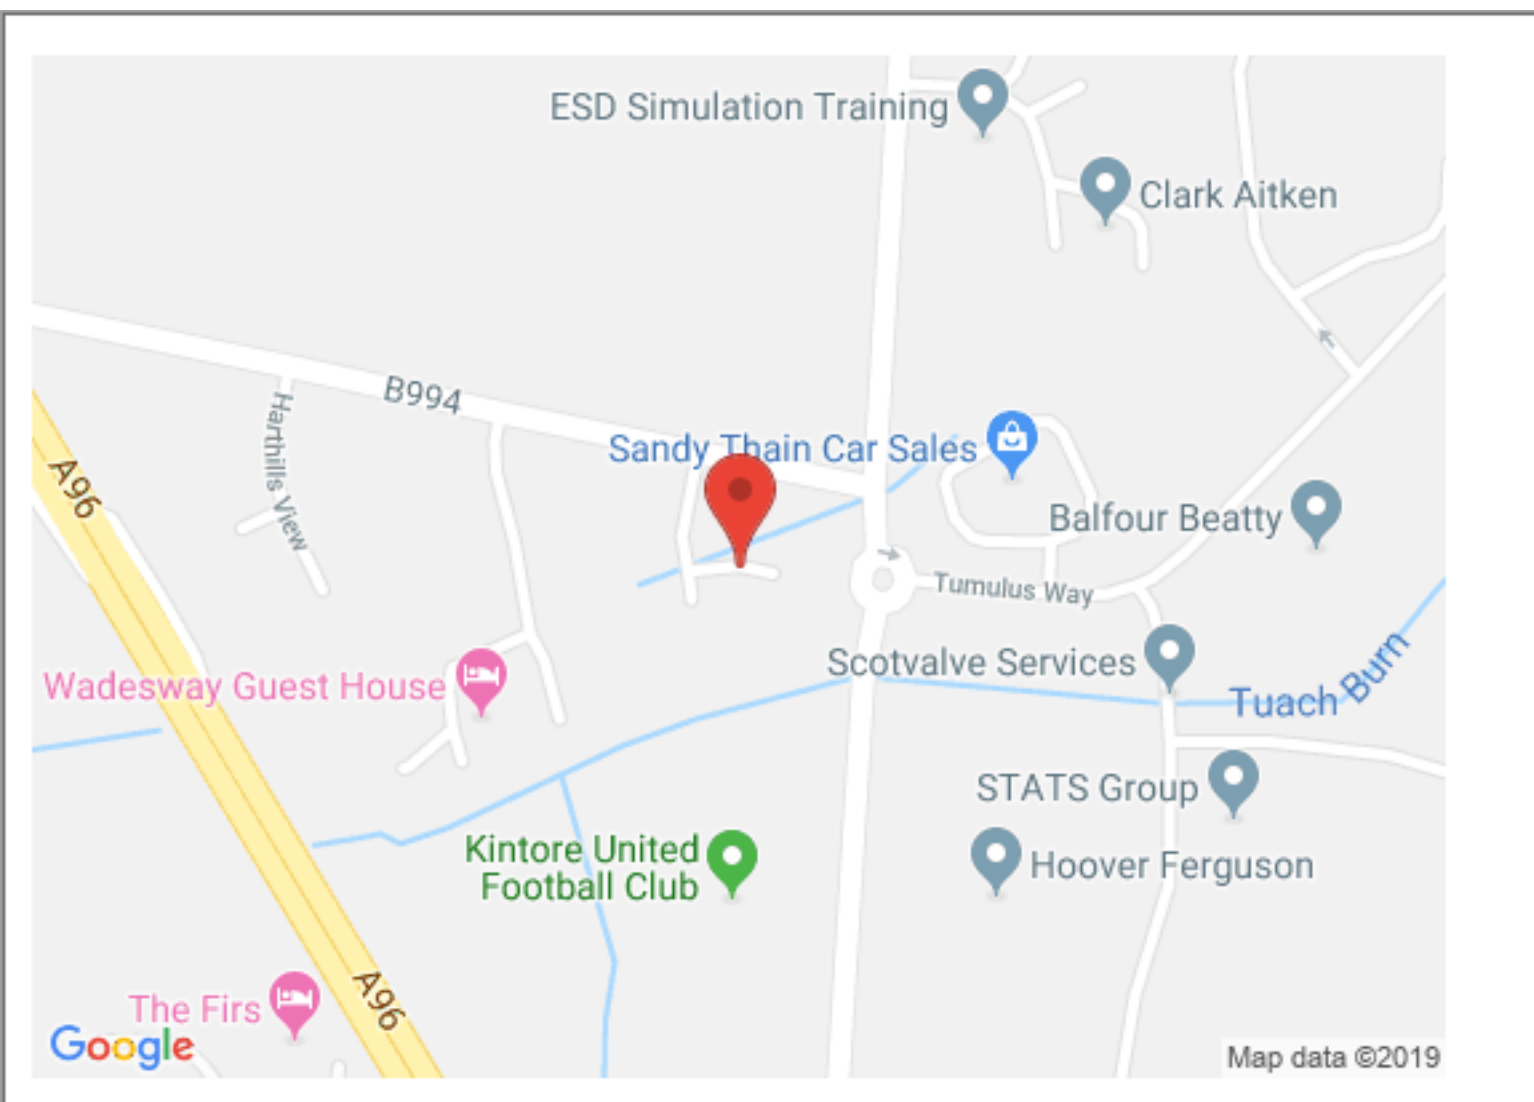 ESD Simulation Training
Clark Aitken
B994
Harthills View
Sandy Thain Car Sales
A96
Balfour Beatty
Tumulus Way
Scotvalve Services
Tuach Burn
Wadesway Guest House
STATS Group
Kintore United
Football Club
Hoover Ferguson
A96
The Firs
Google
Map data ©2019